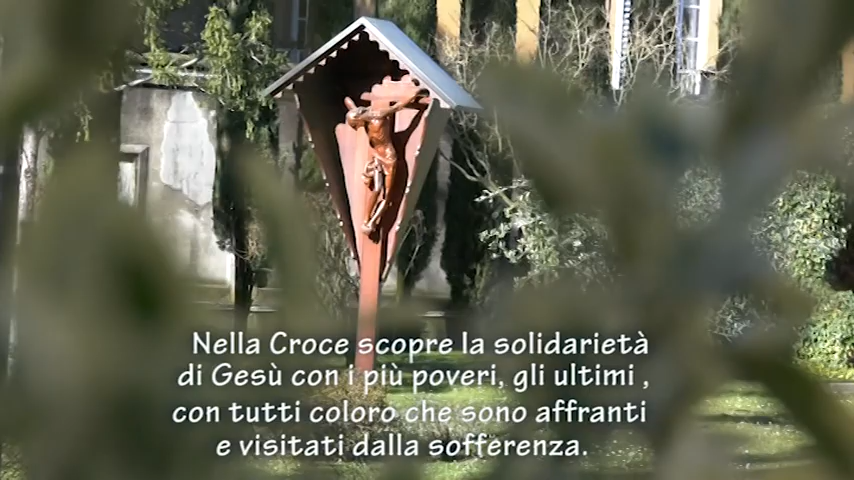 Nella Croce scopre la solidarietà
di Gesù con i più poveri, gli ultimi ,
con tutti coloro che sono affranti
e visitati dalla sofferenza.